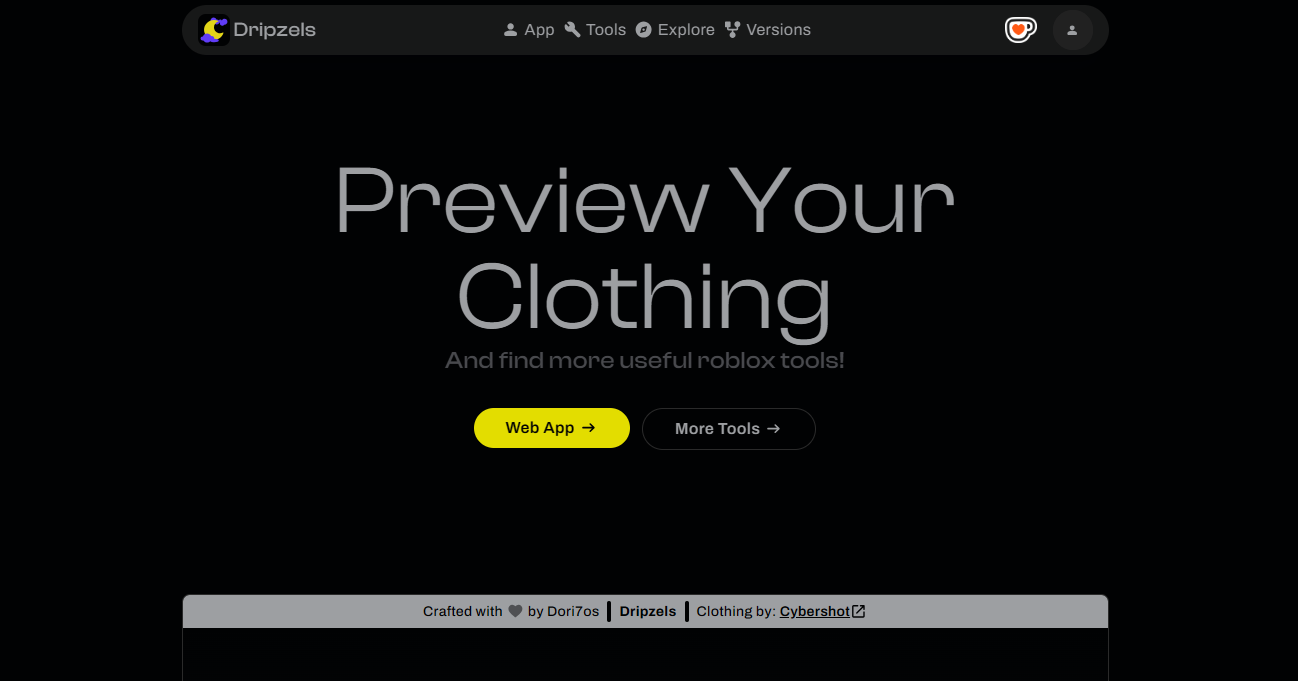 Dripzels App Tools Explore Versions
Preview Your
Clothing
And find more useful roblox tools!
Web App → More Tools →
Crafted with ♥ by Dori7os | Dripzels | Clothing by: Cybershot